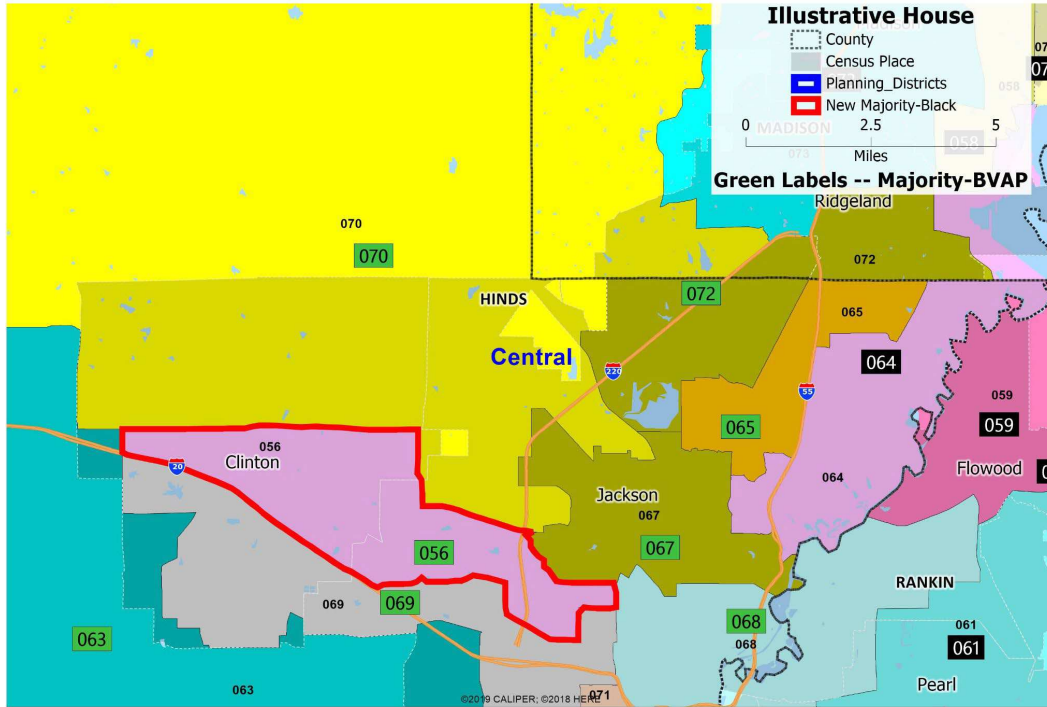 Illustrative House
County
Census Place
Planning_Districts
New Majority-Black
0 2.5 5
Miles
Green Labels -- Majority-BVAP
MADISON
073
058
058
Ridgeland
070
070
072
072
HINDS
Central
220
55
065
065
064
064
059
059
Flowood
056
Clinton
20
Jackson
067
067
056
069
069
RANKIN
063
063
068
068
061
061
Pearl
071
©2019 CALIPER; ©2018 HERE